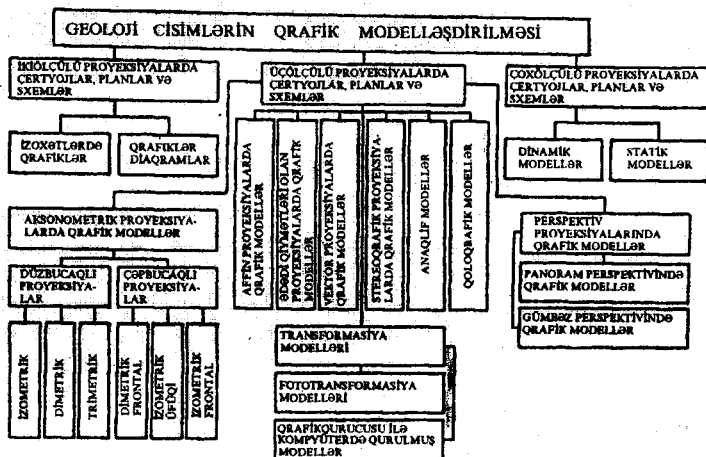 GEOLOJİ CİSİMLƏRİN QRAFİK MODELLƏŞDİRİLMƏSİ
İKİÖLÇÜLÜ PROYEKSİYALARDA
ÇERTYOJLAR, PLANLAR VƏ
SXEMLƏR
ÜÇÖLÇÜLÜ PROYEKSİYALARDA
ÇERTYOJLAR, PLANLAR VƏ
SXEMLƏR
ÇOXÖLÇÜLÜ PROYEKSİYALARDA
ÇERTYOJLAR, PLANLAR VƏ
SXEMLƏR
İZOXƏTLƏRDƏ
QRAFİKLƏR
QRAFİKLƏR
DİAQRAMLAR
DİNAMİK
MODELLƏR
STATİK
MODELLƏR
AFFİN PROYEKSİYALARDA
QRAFİK MODELLƏR
ƏDƏDİ QİYMƏTLƏRİ OLAN
PROYEKSİYALARDA QRAFİK
MODELLƏR
VEKTOR PROYEKSİYALARDA
QRAFİK MODELLƏR
STEREOQRAFİK PROYEKSİYA-
LARDA QRAFİK MODELLƏR
ANAQLİF MODELLƏR
QOLOQRAFİK MODELLƏR
AKSONOMETRİK PROYEKSİYA-
LARDA QRAFİK MODELLƏR
DÜZBUCAQLI
PROYEKSİYA-
LAR
ÇƏPBUCAQLI
PROYEKSİYA-
LAR
İZOMETRİK
DİMETRİK
TRİMETRİK
DİMETRİK
FRONTAL
İZOMETRİK
ÜFÜQİ
İZOMETRİK
FRONTAL
PERSPEKTİV
PROYEKSİYALARINDA
QRAFİK MODELLƏR
PANORAM PERSPEKTİVİNDƏ
QRAFİK MODELLƏR
GÜMBƏZ PERSPEKTİVİNDƏ
QRAFİK MODELLƏR
TRANSFORMASİYA
MODELLƏRİ
FOTOTRANSFORMASİYA
MODELLƏRİ
QRAFİKQURUCUSU İLƏ
KOMPYÜTERDƏ QURULMUŞ
MODELLƏR